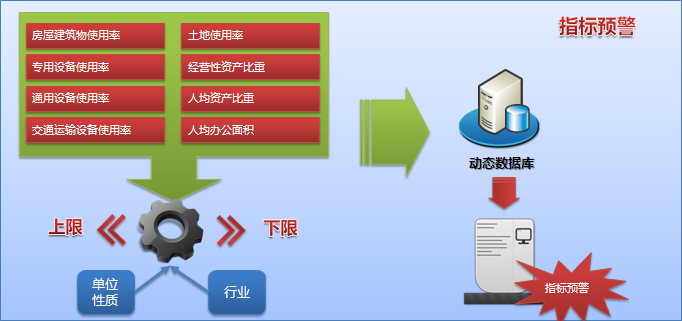 指标预警
房屋建筑物使用率
土地使用率
专用设备使用率
经营性资产比重
通用设备使用率
人均资产比重
交通运输设备使用率
人均办公面积
动态数据库
上限
下限
单位
性质
行业
指标预警